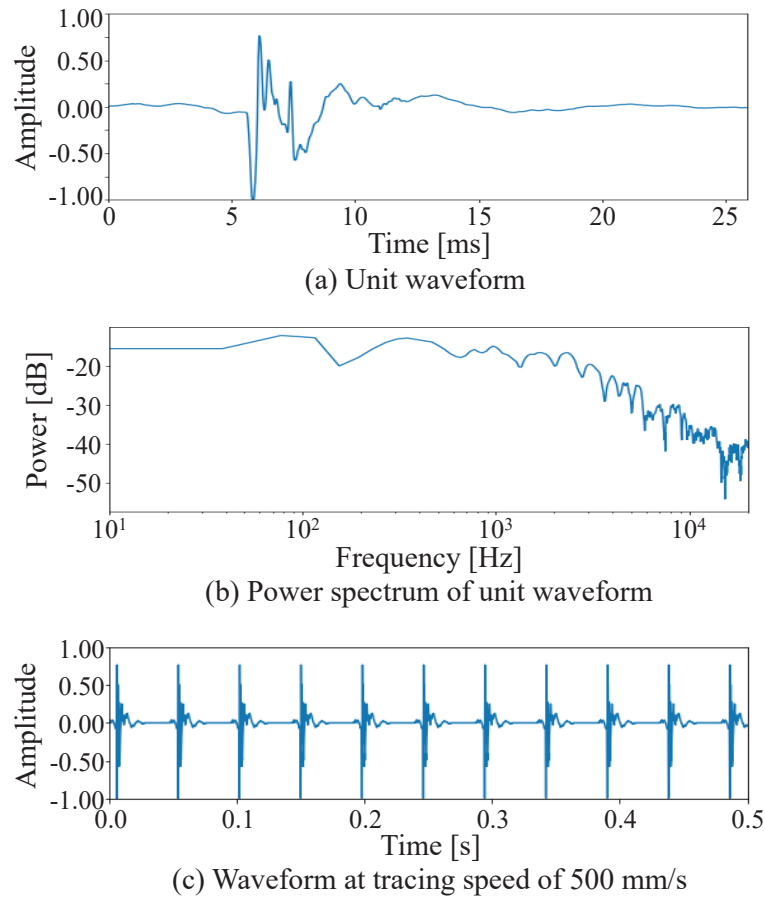 1.00
0.50
0.00
-0.50
-1.00
Amplitude
0 5 10 15 20 25
Time [ms]
(a) Unit waveform
-20
-30
-40
-50
Power [dB]
10¹ 10² 10³ 10⁴
Frequency [Hz]
(b) Power spectrum of unit waveform
1.00
0.50
0.00
-0.50
-1.00
Amplitude
0.0 0.1 0.2 0.3 0.4 0.5
Time [s]
(c) Waveform at tracing speed of 500 mm/s